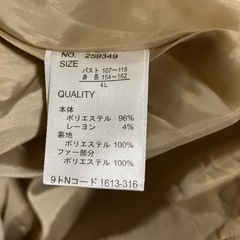 NO. 259349
SIZE
バスト 107〜115
身長 154〜162
4L
QUALITY
本体
ポリエステル 96%
レーヨン 4%
裏地
ポリエステル 100%
ファー部分
ポリエステル 100%
9トNコード 1613-316